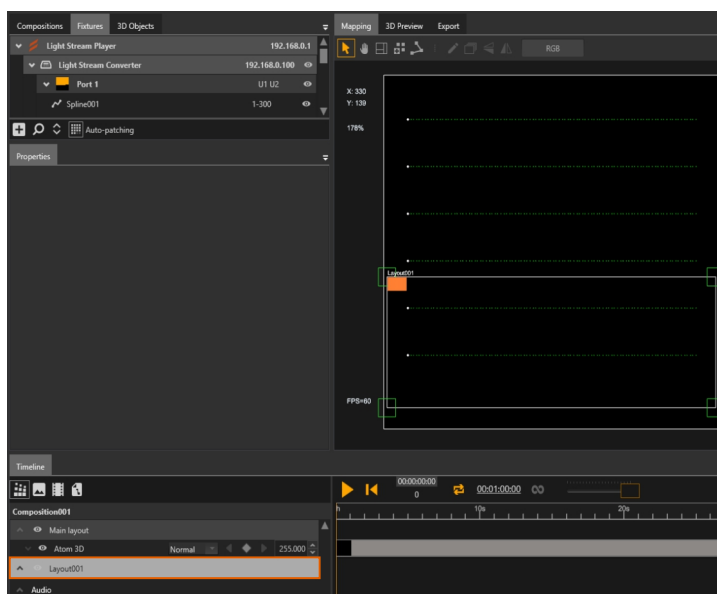 Compositions Fixtures 3D Objects
Light Stream Player 192.168.0.1
Light Stream Converter 192.168.0.100
Port 1 U1 U2
Spline001 1-300
Auto-patching
Properties
Mapping 3D Preview Export
RGB
X: 330
Y: 139
178%
Layout001
FPS=60
Timeline
00:00:00:00
0
00:01:00:00
Composition001
h 10s 20s
Main layout
Atom 3D Normal 255.000
Layout001
Audio